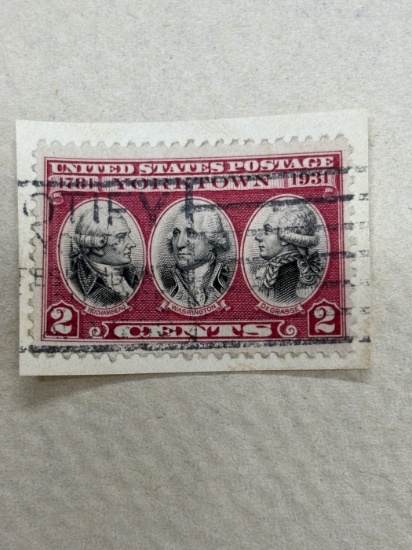 UNITED STATES POSTAGE
1781 YORKTOWN 1931
ROCHAMBEAU WASHINGTON DE GRASSE
2 CENTS 2